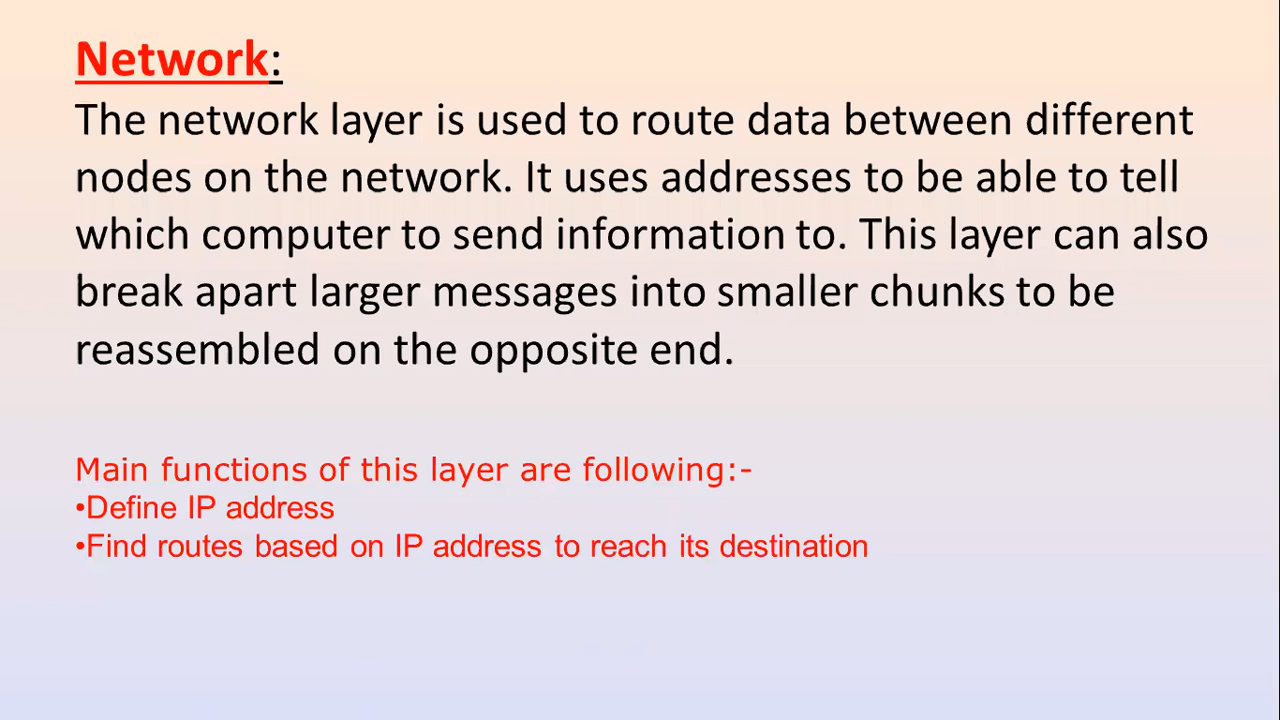 Network:
The network layer is used to route data between different
nodes on the network. It uses addresses to be able to tell
which computer to send information to. This layer can also
break apart larger messages into smaller chunks to be
reassembled on the opposite end.
Main functions of this layer are following:-
•Define IP address
•Find routes based on IP address to reach its destination